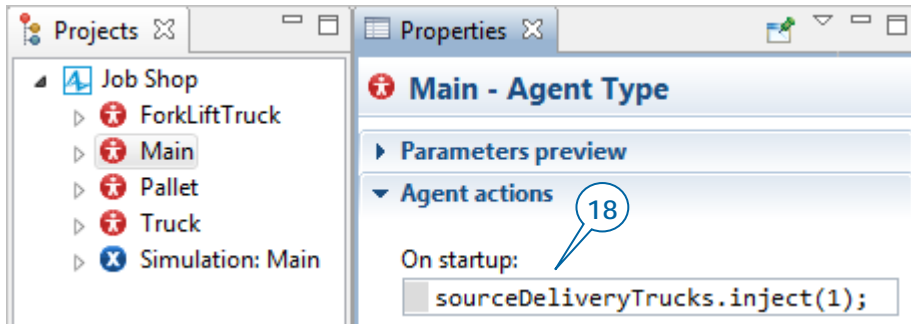 Projects
Job Shop
ForkLiftTruck
Main
Pallet
Truck
Simulation: Main
Properties
Main - Agent Type
Parameters preview
Agent actions
18
On startup:
sourceDeliveryTrucks.inject(1);